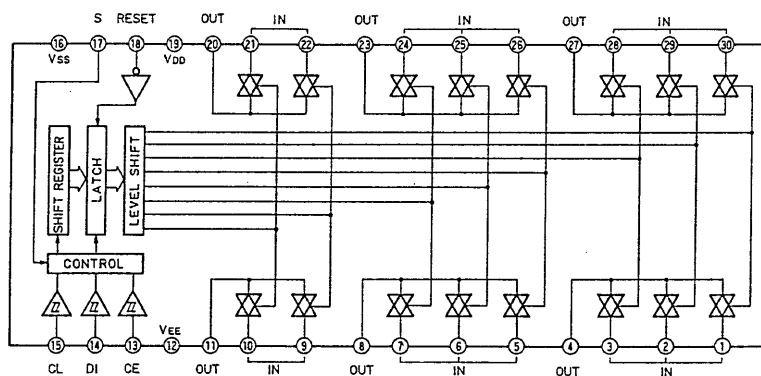 S RESET OUT IN OUT IN OUT IN
16 17 18 19 20 21 22 23 24 25 26 27 28 29 30
VSS VDD
SHIFT REGISTER
LATCH
LEVEL SHIFT
CONTROL
VEE
15 14 13 12 11 10 9 8 7 6 5 4 3 2 1
CL DI CE OUT IN OUT IN OUT IN